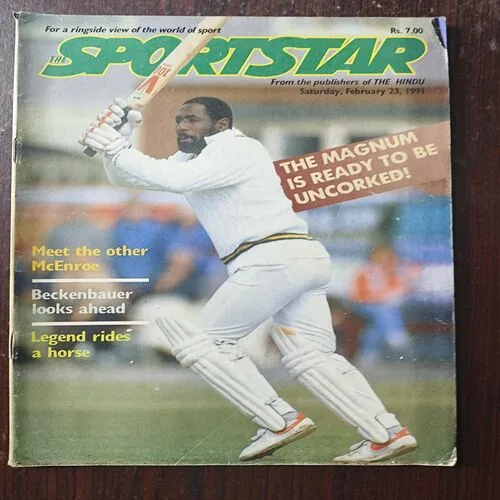 For a ringside view of the world of sport
Rs. 7.00
THE SPORTSTAR
From the publishers of THE HINDU
Saturday, February 23, 1991
THE MAGNUM
IS READY TO BE
UNCORKED!
Meet the other
McEnroe
Beckenbauer
looks ahead
Legend rides
a horse